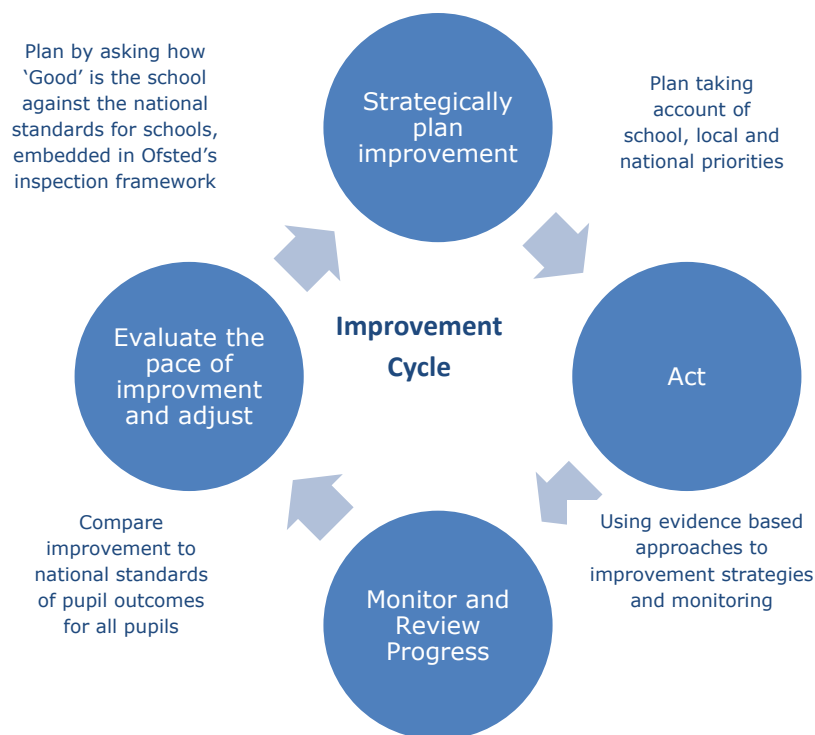 Plan by asking how
‘Good’ is the school
against the national
standards for schools,
embedded in Ofsted’s
inspection framework
Strategically
plan
improvement
Plan taking
account of
school, local and
national priorities
Improvement
Cycle
Evaluate the
pace of
improvment
and adjust
Act
Compare
improvement to
national standards
of pupil outcomes
for all pupils
Monitor and
Review
Progress
Using evidence based
approaches to
improvement strategies
and monitoring